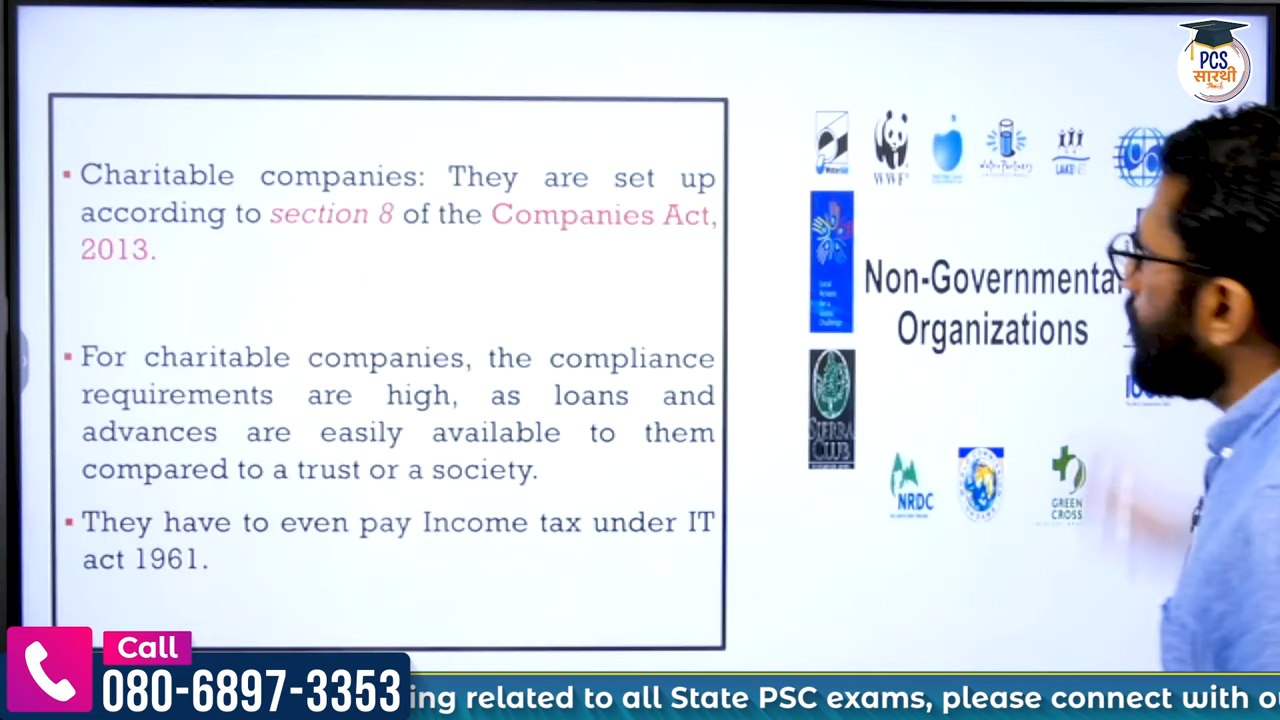 PCS
सारथी
▪ Charitable companies: They are set up
according to section 8 of the Companies Act,
2013.
▪ For charitable companies, the compliance
requirements are high, as loans and
advances are easily available to them
compared to a trust or a society.
▪ They have to even pay Income tax under IT
act 1961.
WWF
Non-Governmental
Organizations
SIERRA
CLUB
NRDC
GREEN
CROSS
Call
080-6897-3353
ing related to all State PSC exams, please connect with o